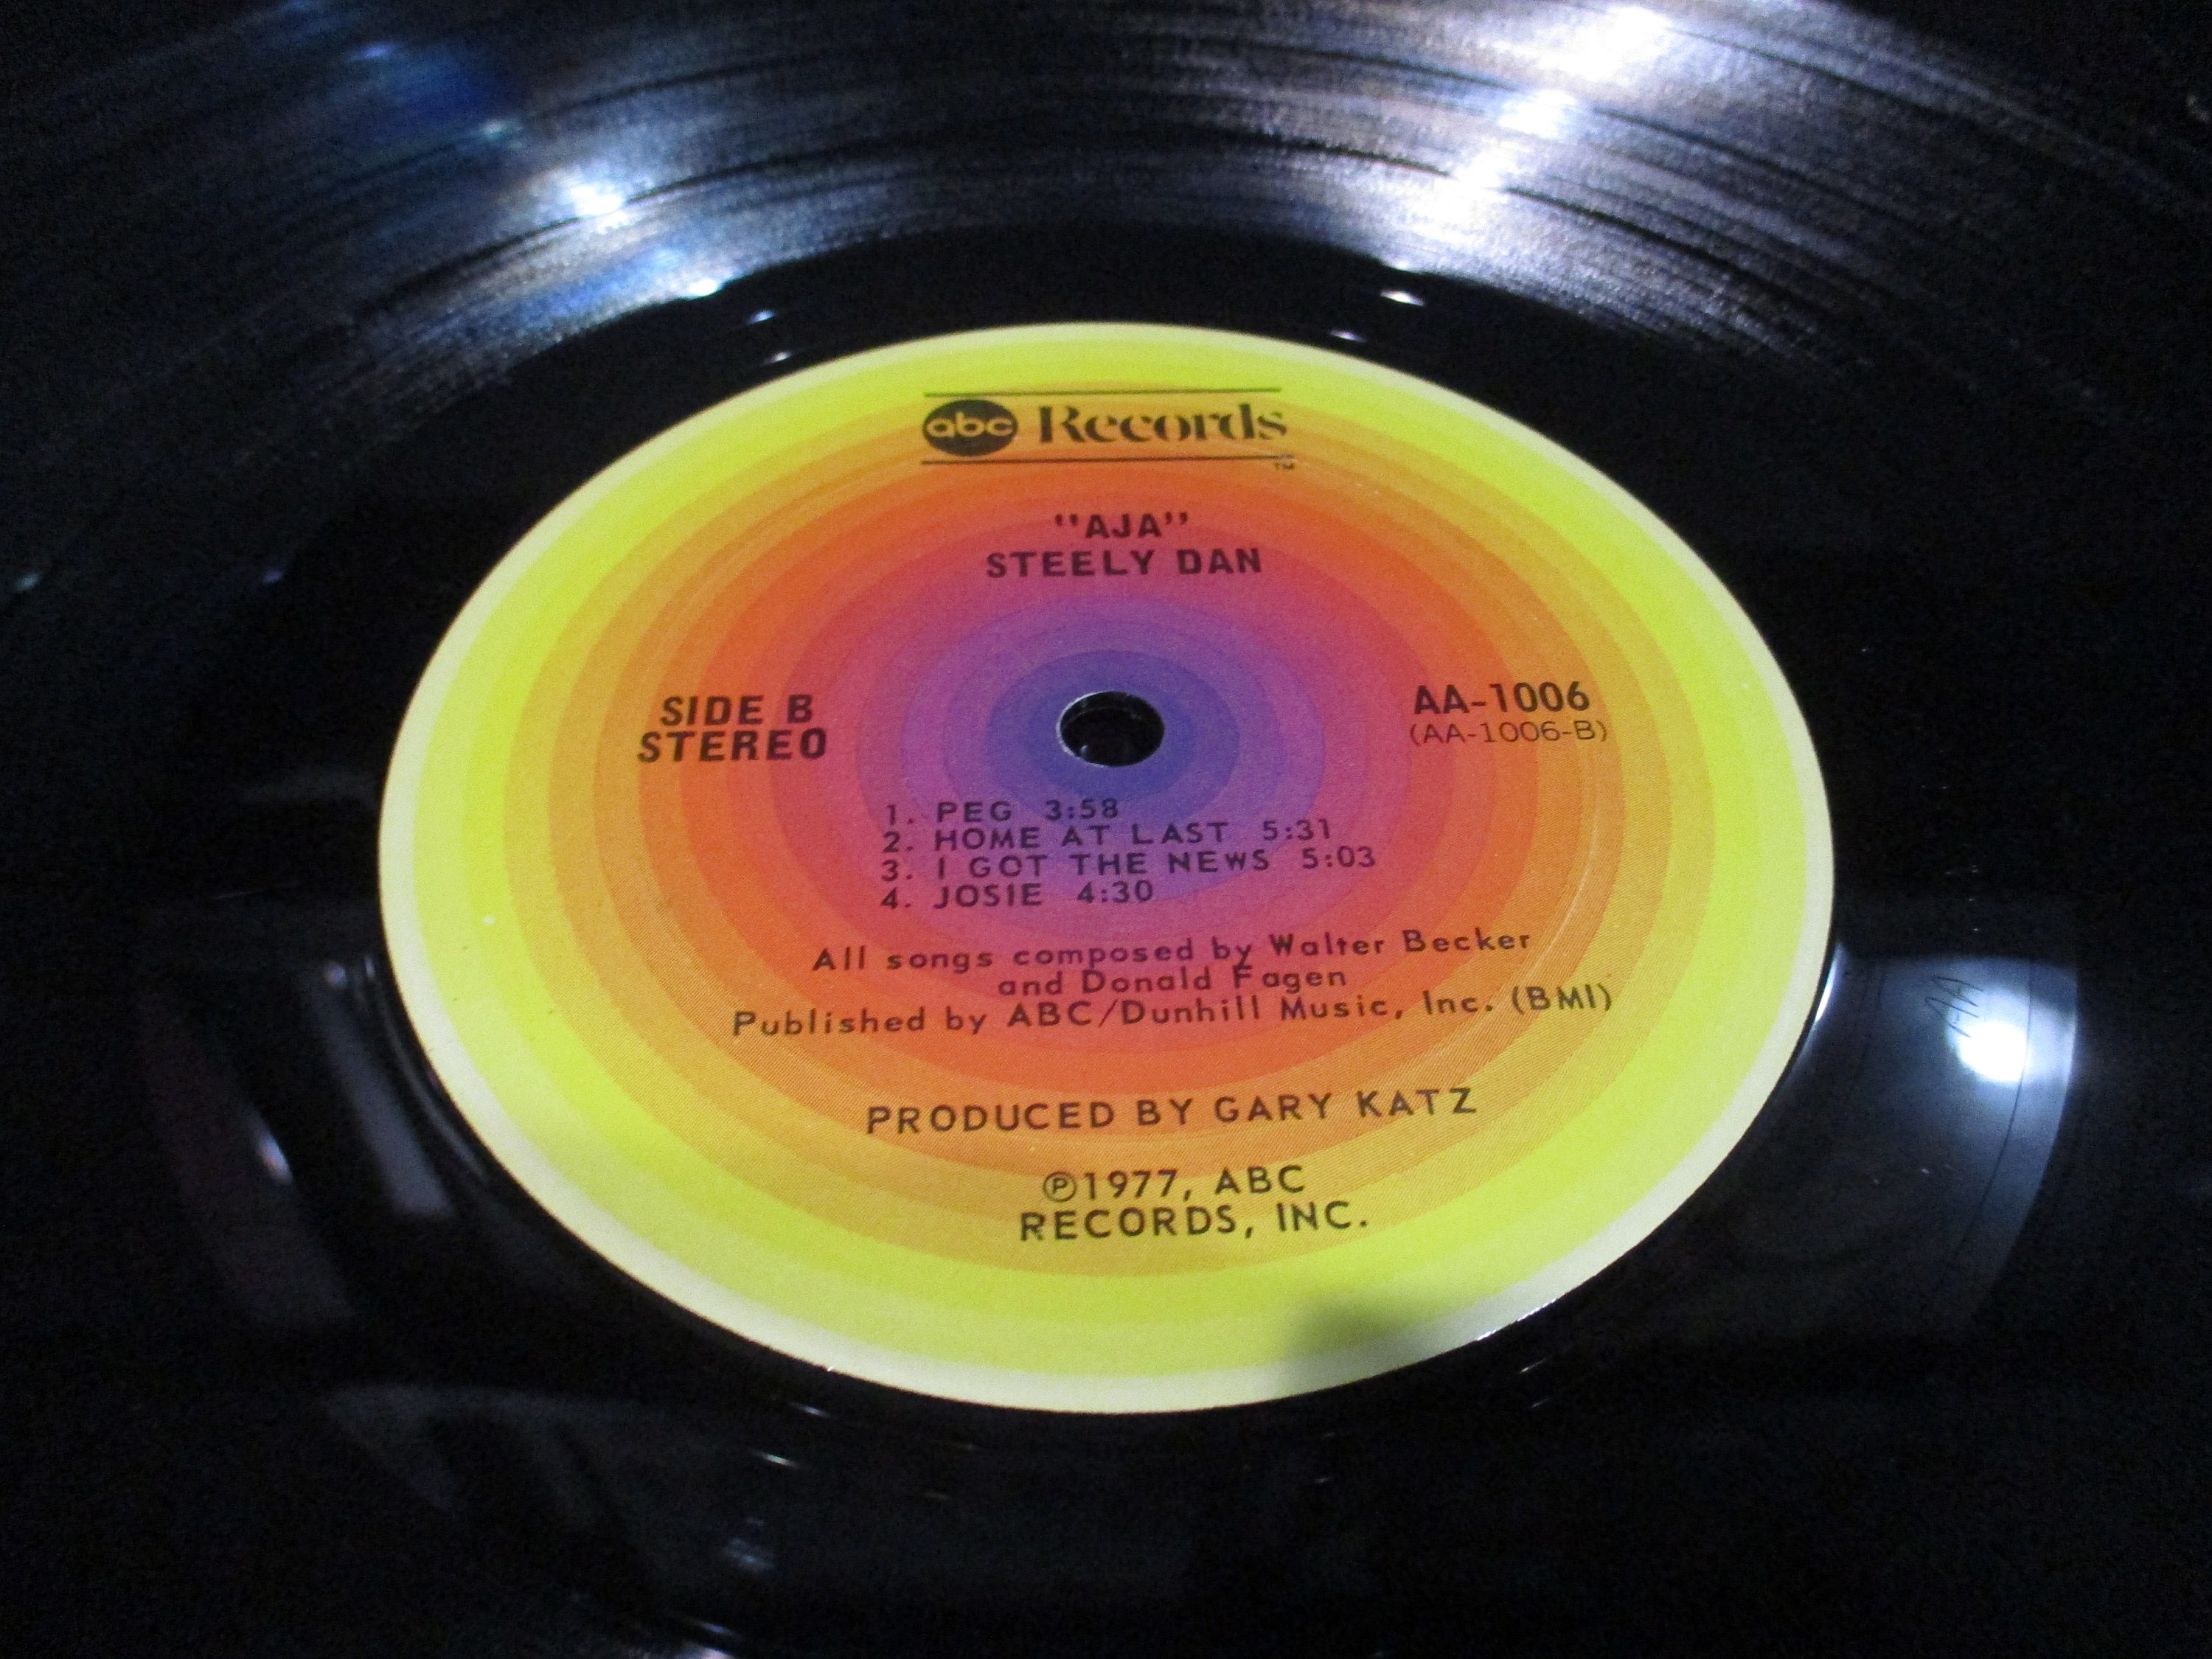 abc Records
TM
"AJA"
STEELY DAN
SIDE B
STEREO
AA-1006
(AA-1006-B)
1. PEG 3:58
2. HOME AT LAST 5:31
3. I GOT THE NEWS 5:03
4. JOSIE 4:30
All songs composed by Walter Becker
and Donald Fagen
Published by ABC/Dunhill Music, Inc. (BMI)
PRODUCED BY GARY KATZ
℗1977, ABC
RECORDS, INC.